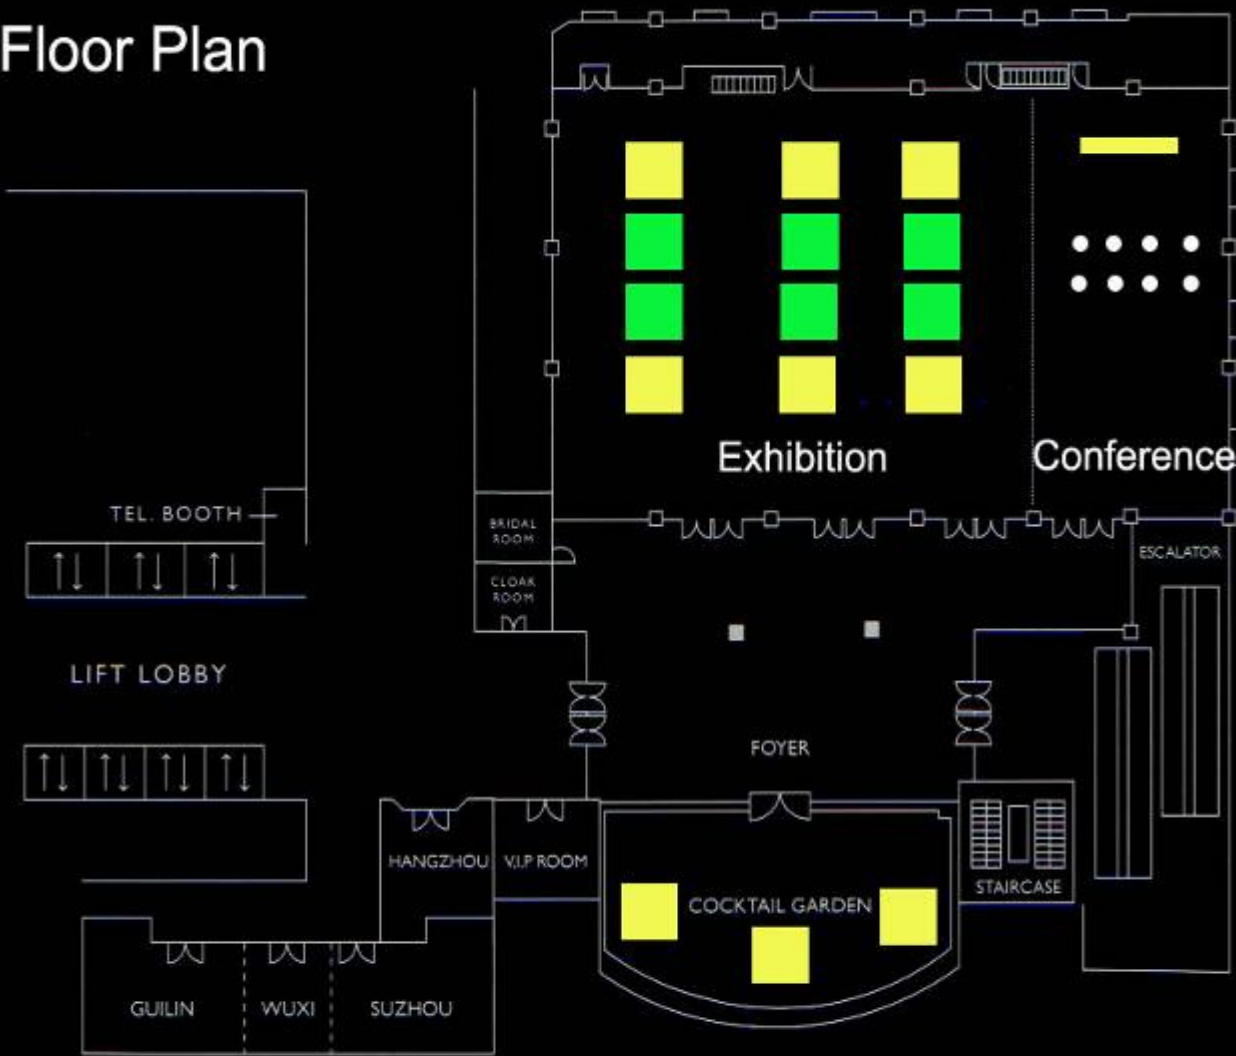 Floor Plan
Exhibition
Conference
TEL. BOOTH
BRIDAL
ROOM
ESCALATOR
CLOAK
ROOM
LIFT LOBBY
FOYER
HANGZHOU
V.I.P ROOM
STAIRCASE
COCKTAIL GARDEN
GUILIN
WUXI
SUZHOU